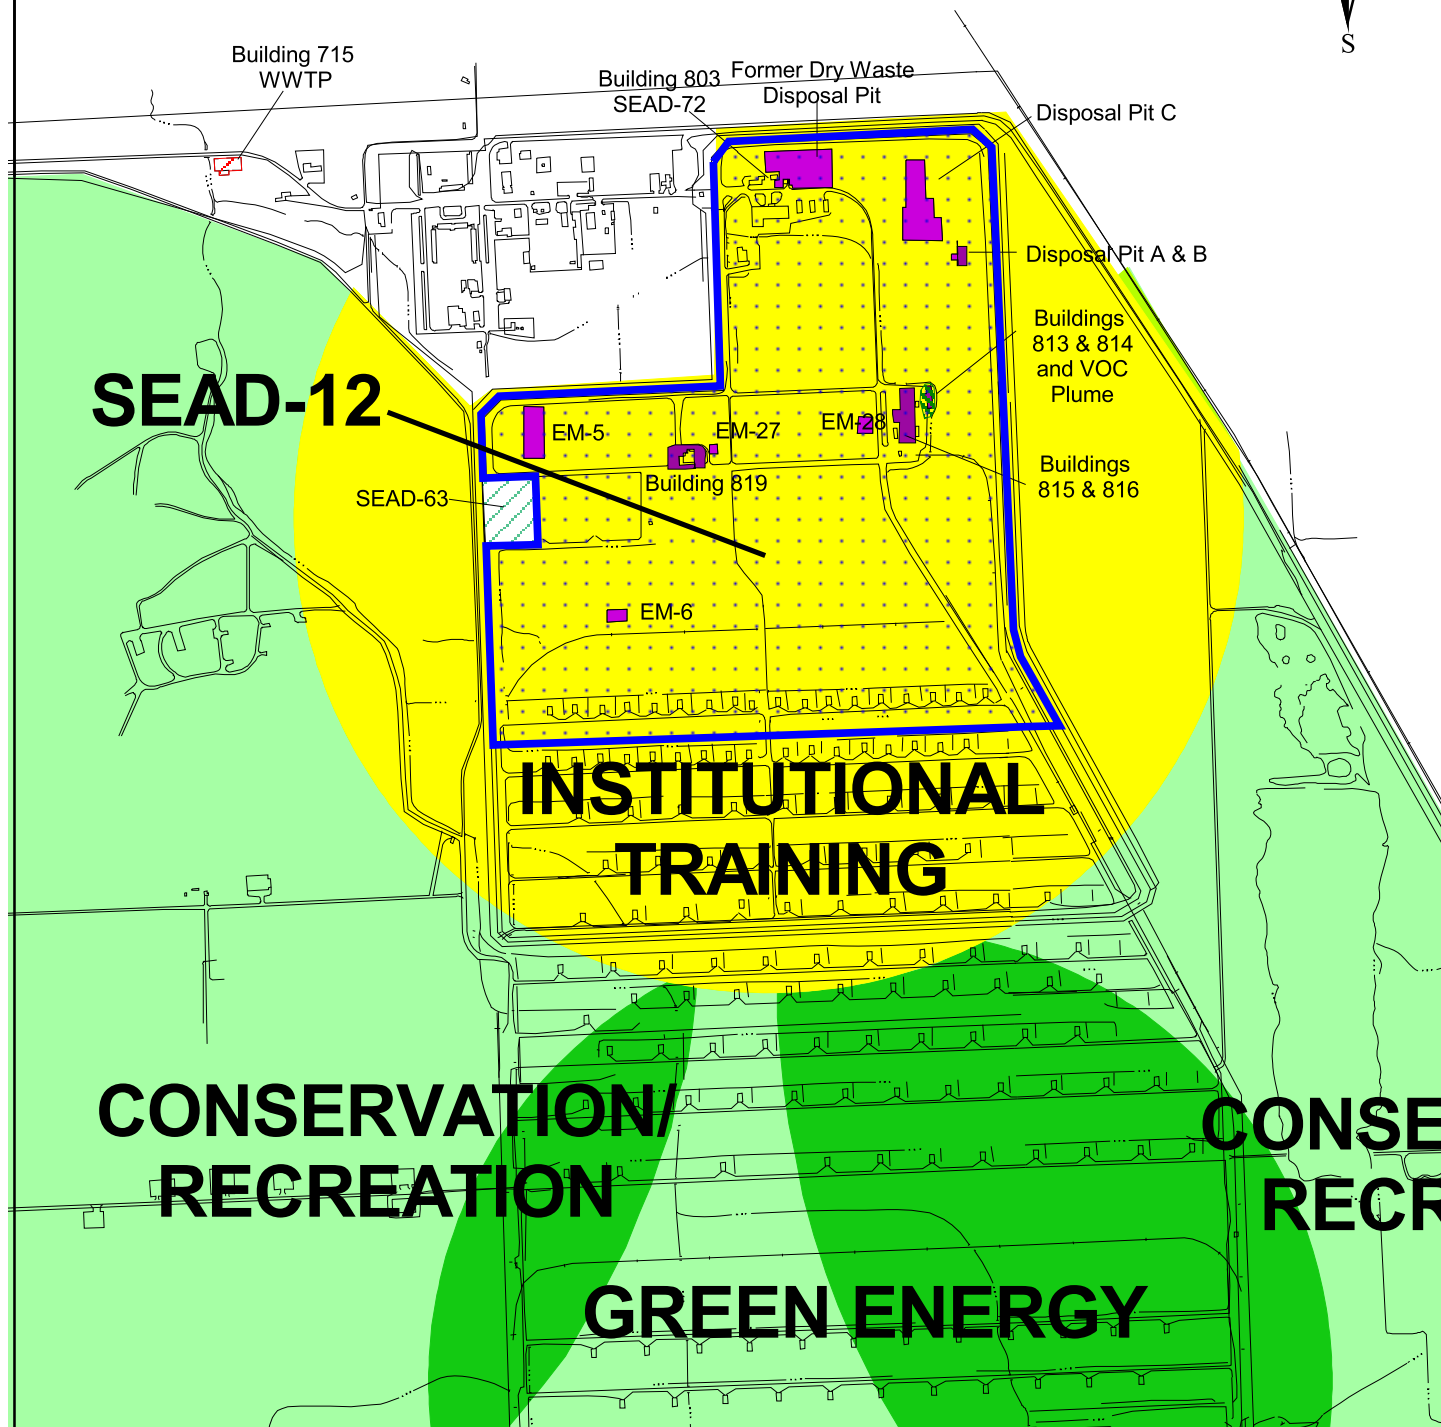 S
Building 715
WWTP
Building 803
SEAD-72
Former Dry Waste
Disposal Pit
Disposal Pit C
Disposal Pit A & B
Buildings
813 & 814
and VOC
Plume
SEAD-12
EM-5
EM-27
EM-28
Building 819
Buildings
815 & 816
SEAD-63
EM-6
INSTITUTIONAL
TRAINING
CONSERVATION/
RECREATION
CONSE
RECR
GREEN ENERGY